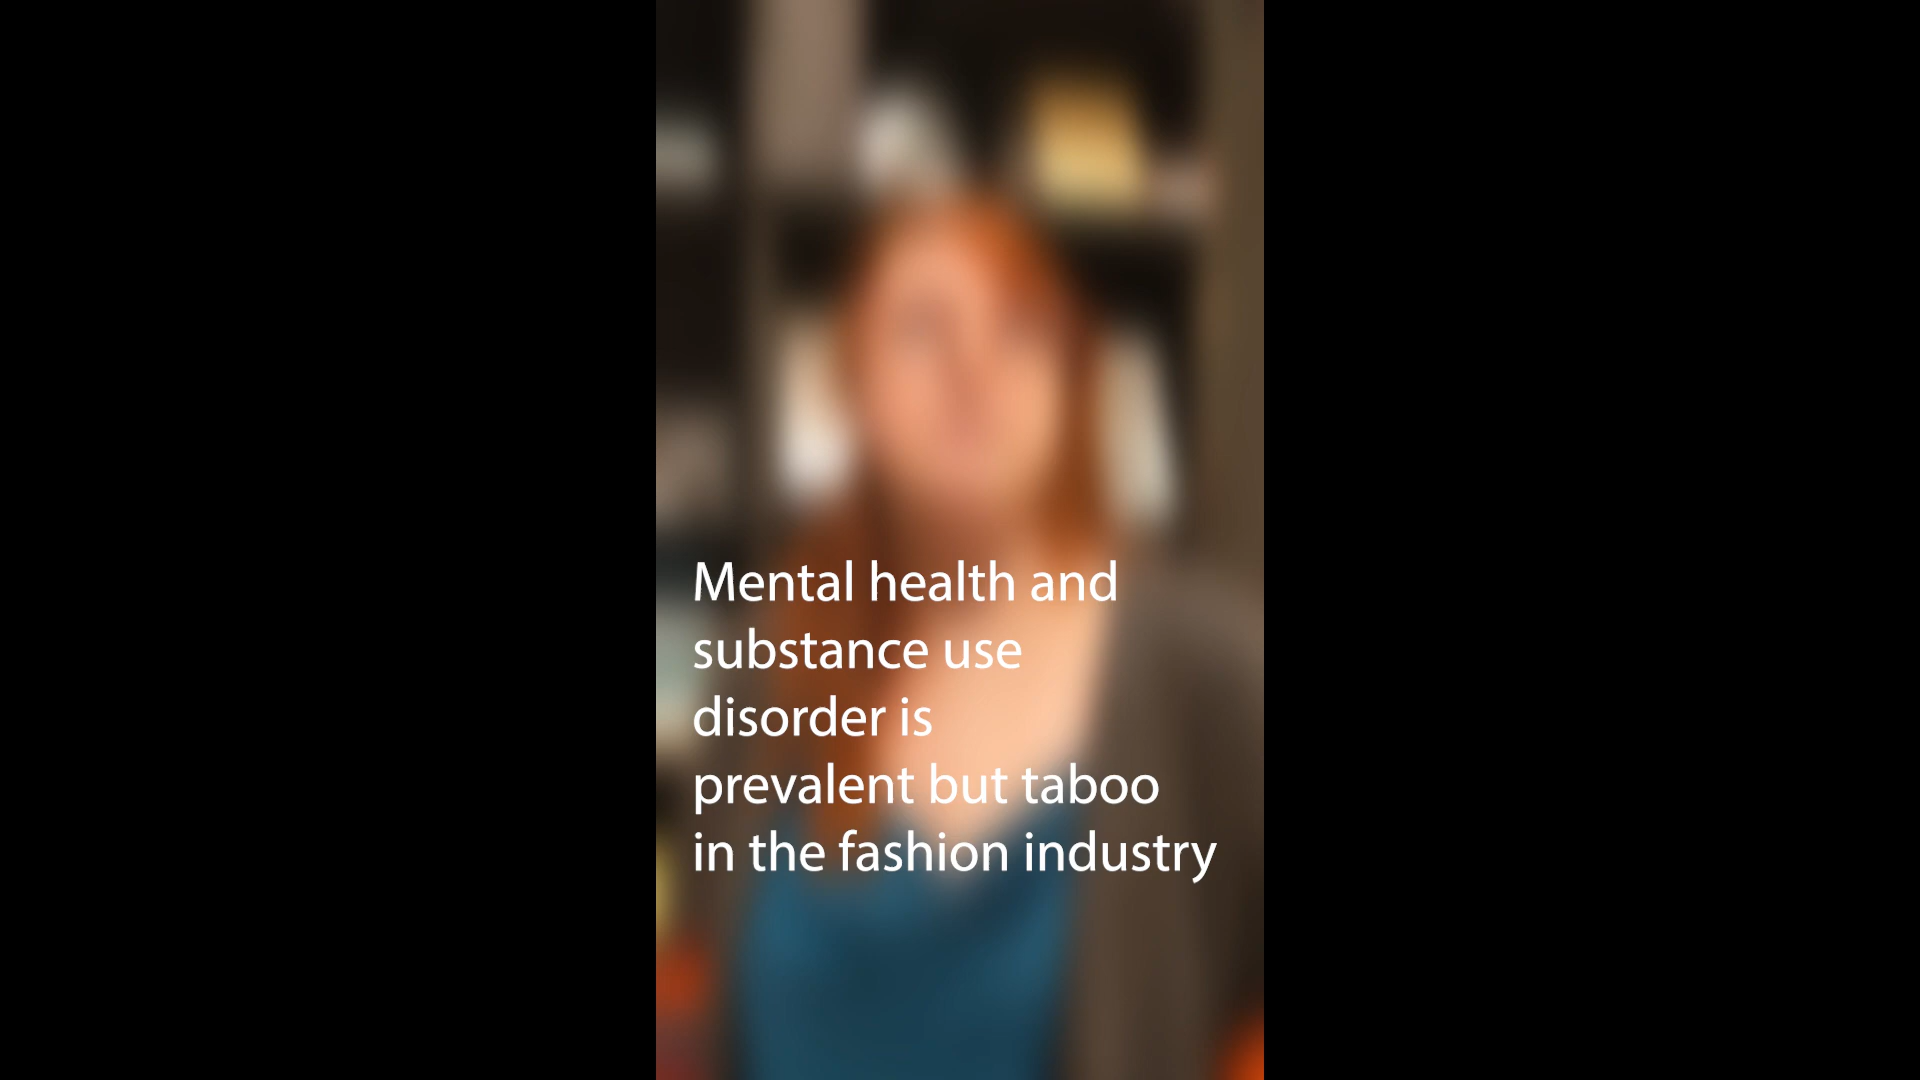 Mental health and
substance use
disorder is
prevalent but taboo
in the fashion industry